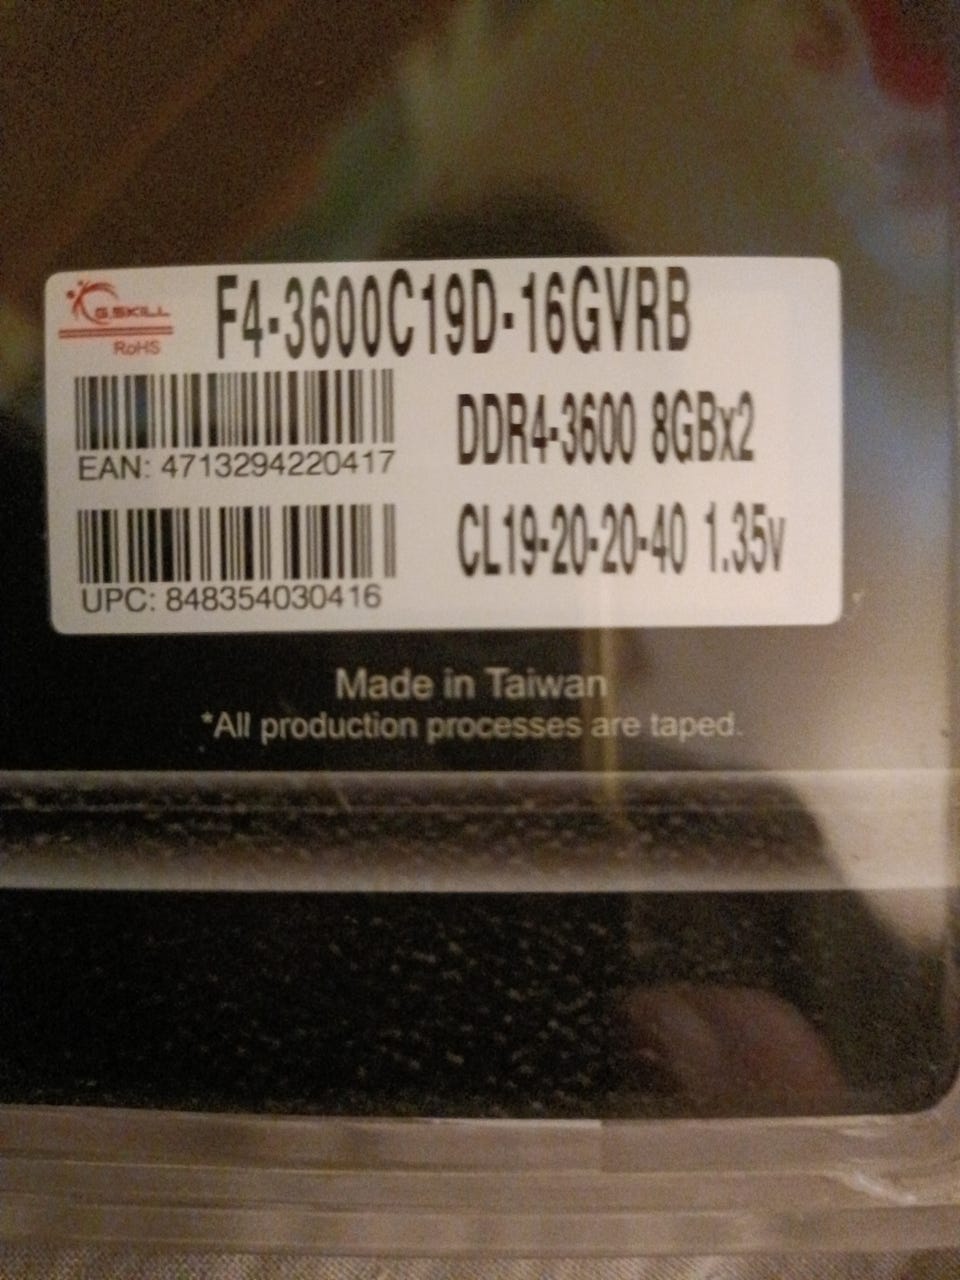 F4-3600C19D-16GVRB
G.SKILL
RoHS
EAN: 4713294220417
DDR4-3600 8GBx2
CL19-20-20-40 1.35v
UPC: 848354030416
Made in Taiwan
*All production processes are taped.